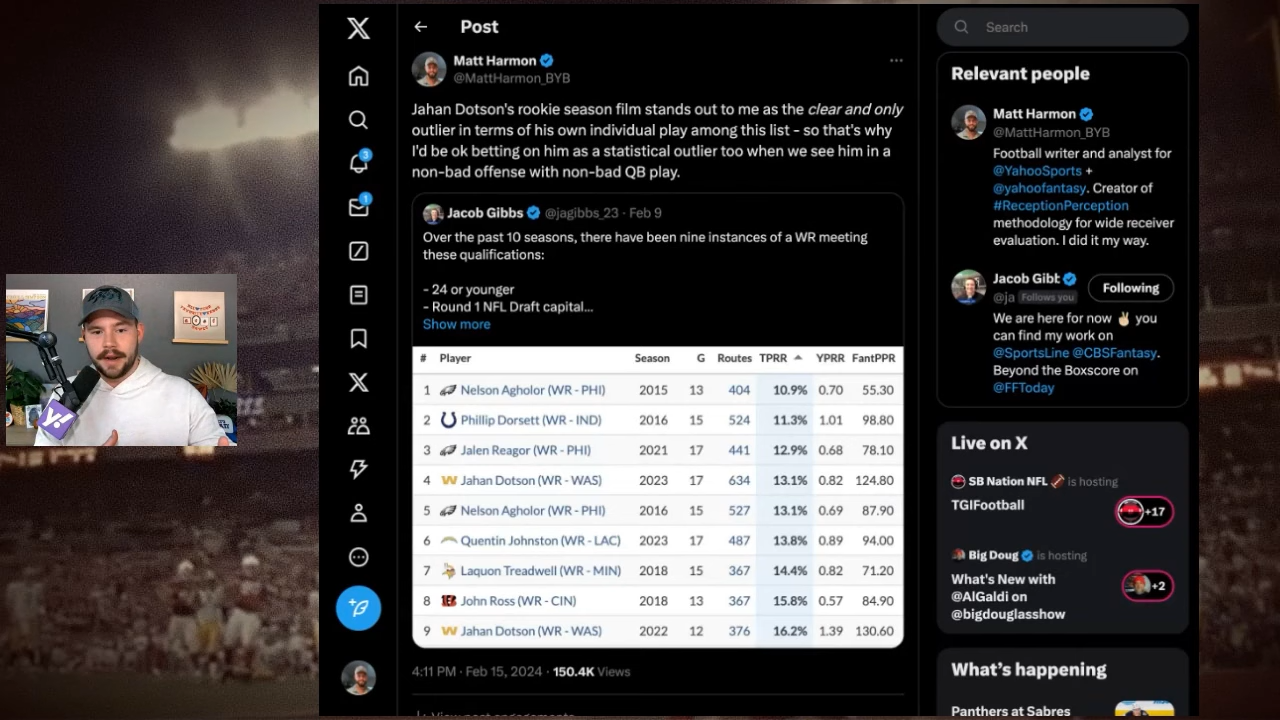 Post
Search
Matt Harmon
@MattHarmon_BYB
Jahan Dotson's rookie season film stands out to me as the clear and only
outlier in terms of his own individual play among this list - so that's why
I'd be ok betting on him as a statistical outlier too when we see him in a
non-bad offense with non-bad QB play.
Jacob Gibbs @jagibbs_23 · Feb 9
Over the past 10 seasons, there have been nine instances of a WR meeting
these qualifications:
- 24 or younger
- Round 1 NFL Draft capital...
Show more
# Player Season G Routes TPRR YPRR FantPPR
1 Nelson Agholor (WR - PHI) 2015 13 404 10.9% 0.70 55.30
2 Phillip Dorsett (WR - IND) 2016 15 524 11.3% 1.01 98.80
3 Jalen Reagor (WR - PHI) 2021 17 441 12.9% 0.68 78.10
4 Jahan Dotson (WR - WAS) 2023 17 634 13.1% 0.82 124.80
5 Nelson Agholor (WR - PHI) 2016 15 527 13.1% 0.69 87.90
6 Quentin Johnston (WR - LAC) 2023 17 487 13.8% 0.89 94.00
7 Laquon Treadwell (WR - MIN) 2018 15 367 14.4% 0.82 71.20
8 John Ross (WR - CIN) 2018 13 367 15.8% 0.57 84.90
9 Jahan Dotson (WR - WAS) 2022 12 376 16.2% 1.39 130.60
4:11 PM · Feb 15, 2024 · 150.4K Views
3
1
Relevant people
Matt Harmon
@MattHarmon_BYB
Football writer and analyst for
@YahooSports +
@yahoofantasy. Creator of
#ReceptionPerception
methodology for wide receiver
evaluation. I did it my way.
Jacob Gibb
@ja Follows you
Following
We are here for now ✌🏻 you
can find my work on
@SportsLine @CBSFantasy.
Beyond the Boxscore on
@FFToday
Live on X
SB Nation NFL 🏈 is hosting
TGIFootball
+17
Big Doug is hosting
What's New with
@AlGaldi on
@bigdouglasshow
+2
What's happening
Panthers at Sabres
y!